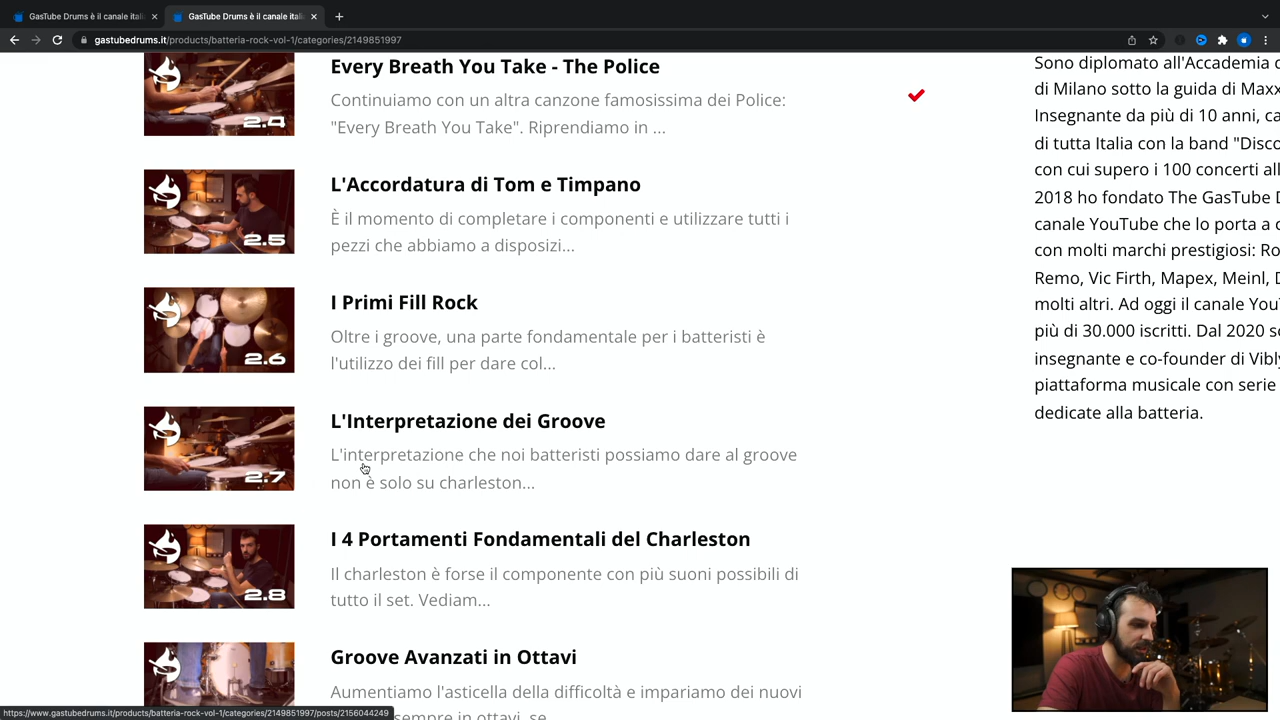 GasTube Drums è il canale itali
GasTube Drums è il canale itali
gastubedrums.it/products/batteria-rock-vol-1/categories/2149851997
Every Breath You Take - The Police
Continuiamo con un altra canzone famosissima dei Police:
"Every Breath You Take". Riprendiamo in ...
2.4
L'Accordatura di Tom e Timpano
È il momento di completare i componenti e utilizzare tutti i
pezzi che abbiamo a disposizi...
2.5
I Primi Fill Rock
Oltre i groove, una parte fondamentale per i batteristi è
l'utilizzo dei fill per dare col...
2.6
L'Interpretazione dei Groove
L'interpretazione che noi batteristi possiamo dare al groove
non è solo su charleston...
2.7
I 4 Portamenti Fondamentali del Charleston
Il charleston è forse il componente con più suoni possibili di
tutto il set. Vediam...
2.8
Groove Avanzati in Ottavi
Aumentiamo l'asticella della difficoltà e impariamo dei nuovi
sempre in ottavi, se
Sono diplomato all'Accademia
di Milano sotto la guida di Maxx
Insegnante da più di 10 anni, ca
di tutta Italia con la band "Disco
con cui supero i 100 concerti all
2018 ho fondato The GasTube D
canale YouTube che lo porta a c
con molti marchi prestigiosi: Ro
Remo, Vic Firth, Mapex, Meinl, D
molti altri. Ad oggi il canale You
più di 30.000 iscritti. Dal 2020 so
insegnante e co-founder di Vibly
piattaforma musicale con serie
dedicate alla batteria.
https://www.gastubedrums.it/products/batteria-rock-vol-1/categories/2149851997/posts/2156044249